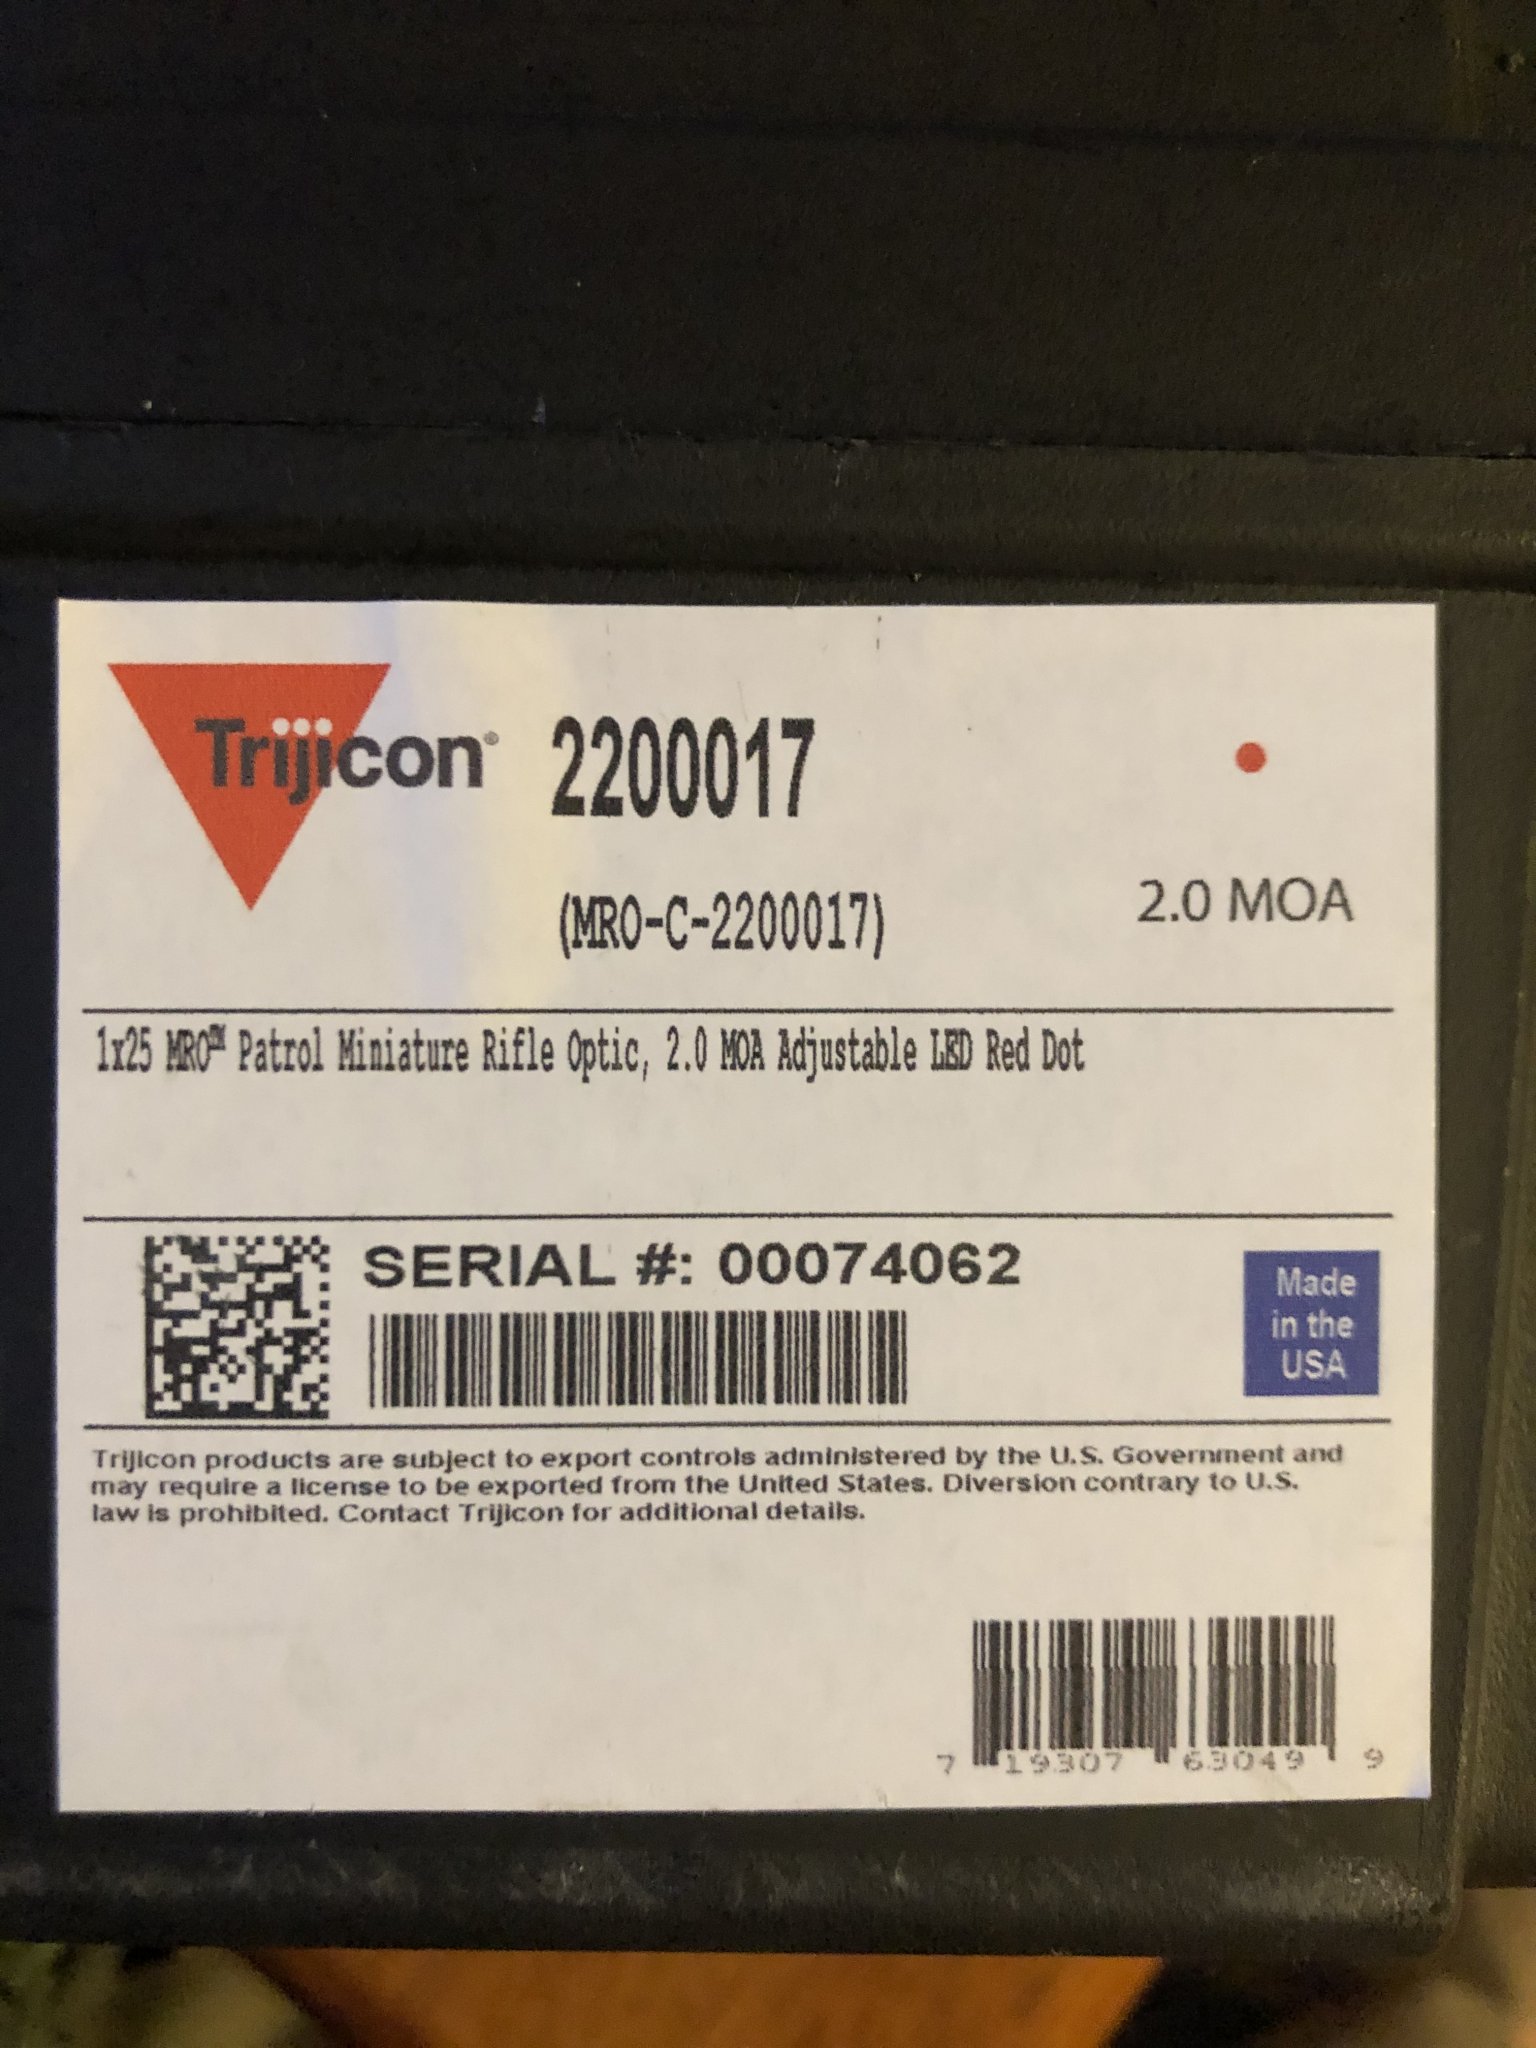 Trijicon® 2200017
(MRO-C-2200017)
2.0 MOA
1x25 MRO™ Patrol Miniature Rifle Optic, 2.0 MOA Adjustable LED Red Dot
SERIAL #: 00074062
Made
in the
USA
Trijicon products are subject to export controls administered by the U.S. Government and
may require a license to be exported from the United States. Diversion contrary to U.S.
law is prohibited. Contact Trijicon for additional details.
7 19307 63049 9